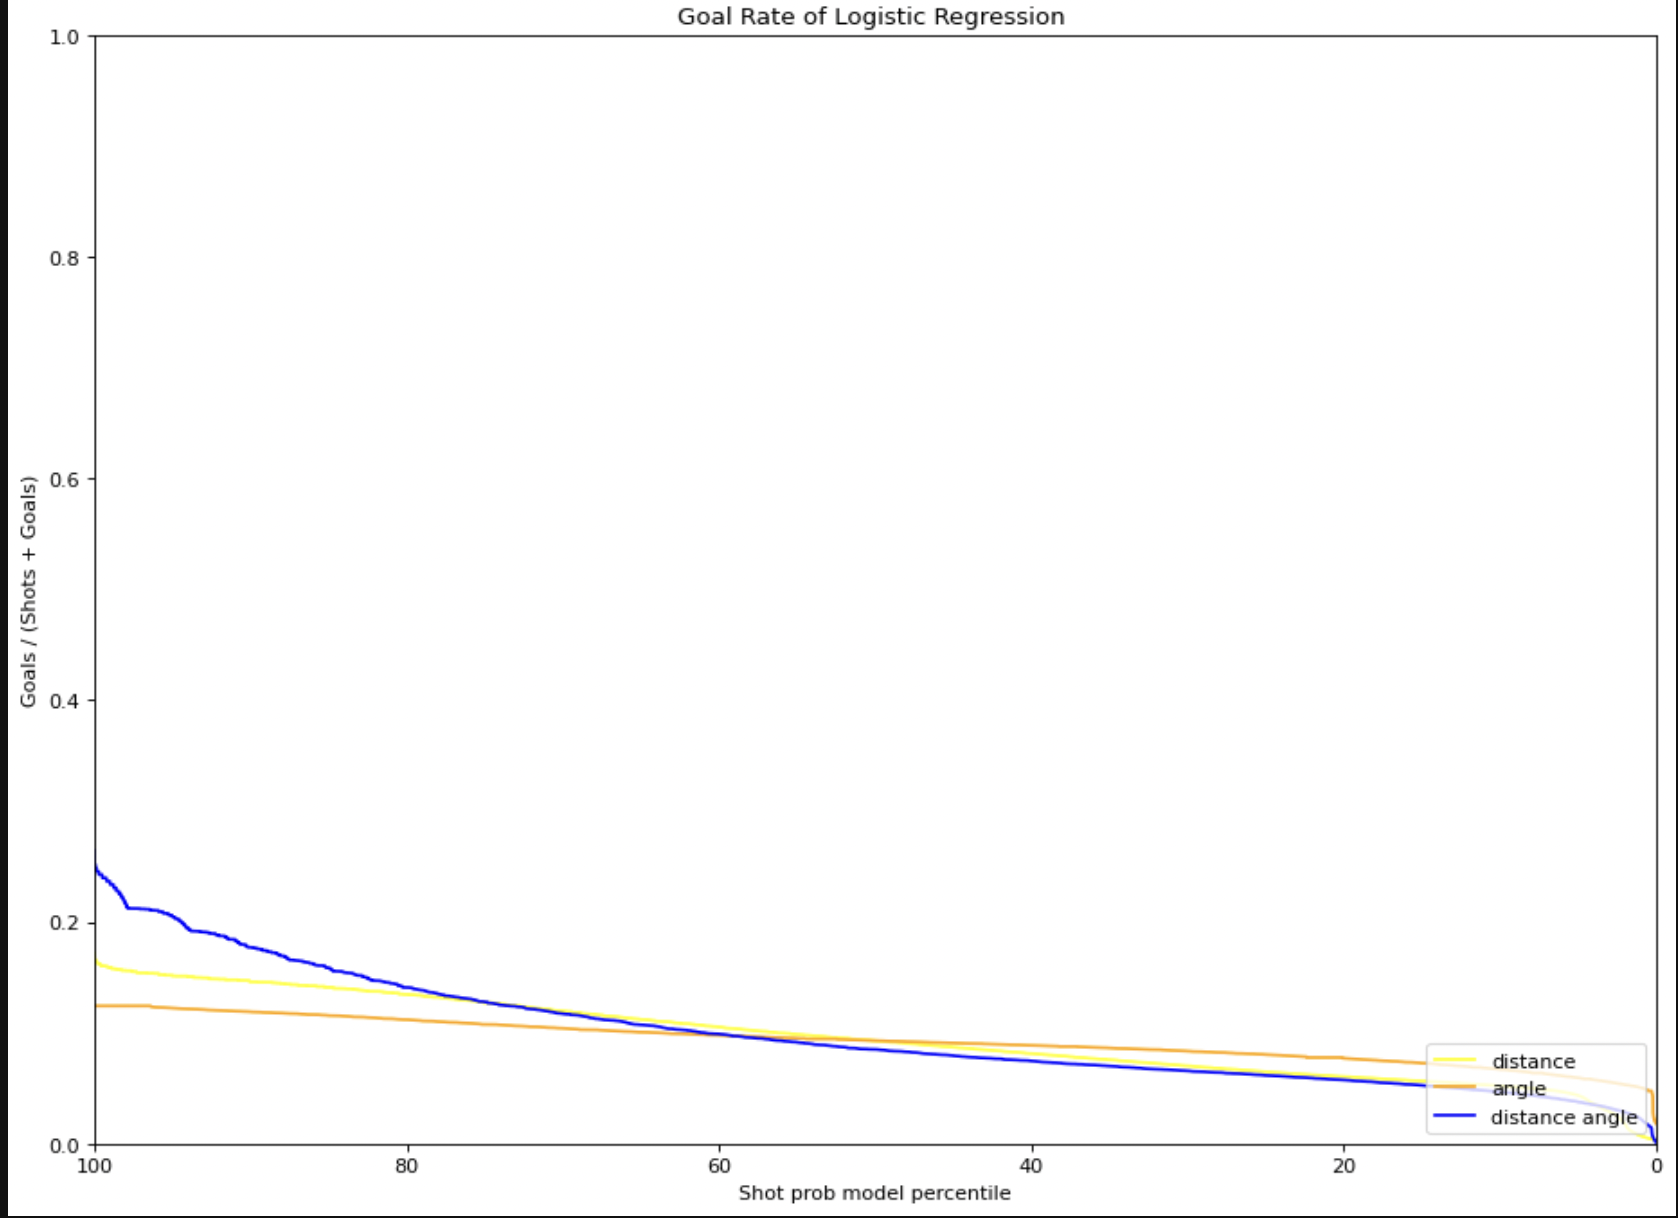 Goal Rate of Logistic Regression
1.0
0.8
0.6
0.4
0.2
0.0
Goals / (Shots + Goals)
100
80
60
40
20
0
Shot prob model percentile
distance
angle
distance angle